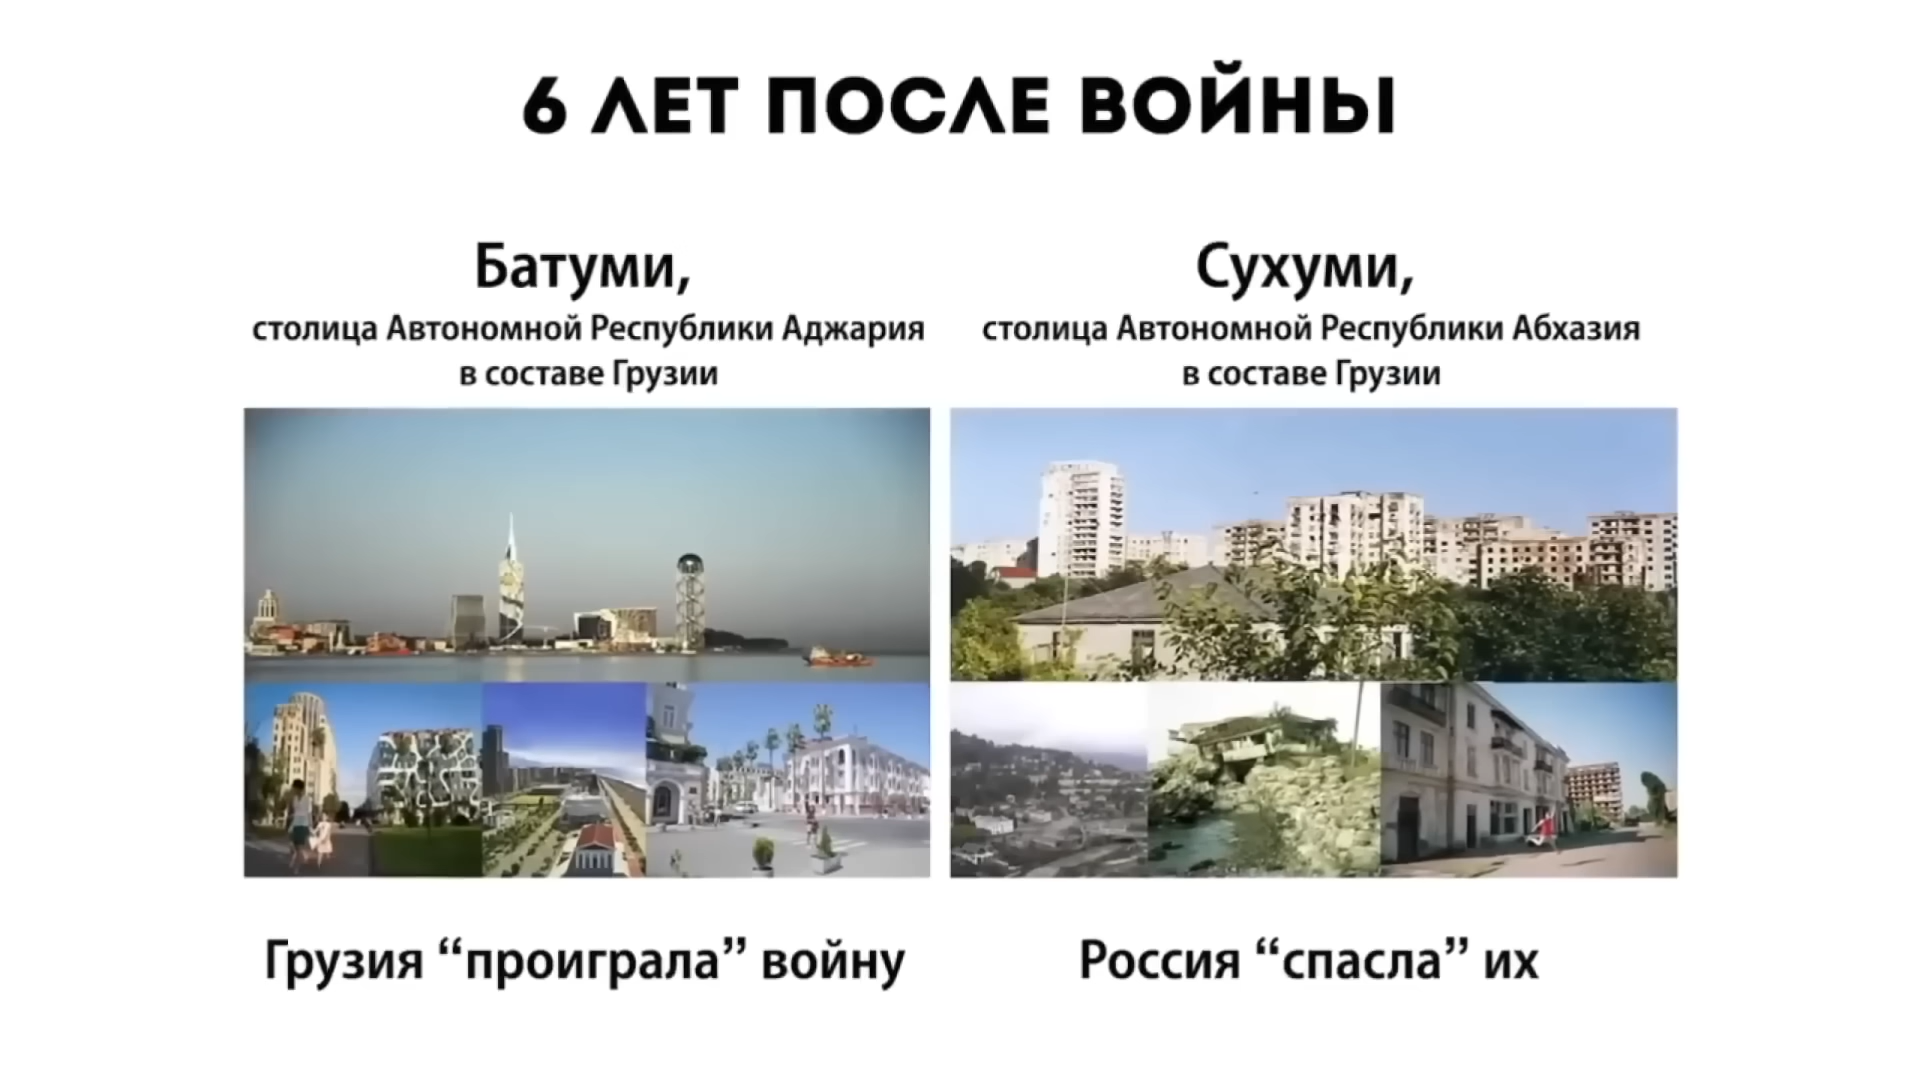 6 ЛЕТ ПОСЛЕ ВОЙНЫ
Батуми,
столица Автономной Республики Аджария
в составе Грузии
Сухуми,
столица Автономной Республики Абхазия
в составе Грузии
Грузия “проиграла” войну
Россия “спасла” их